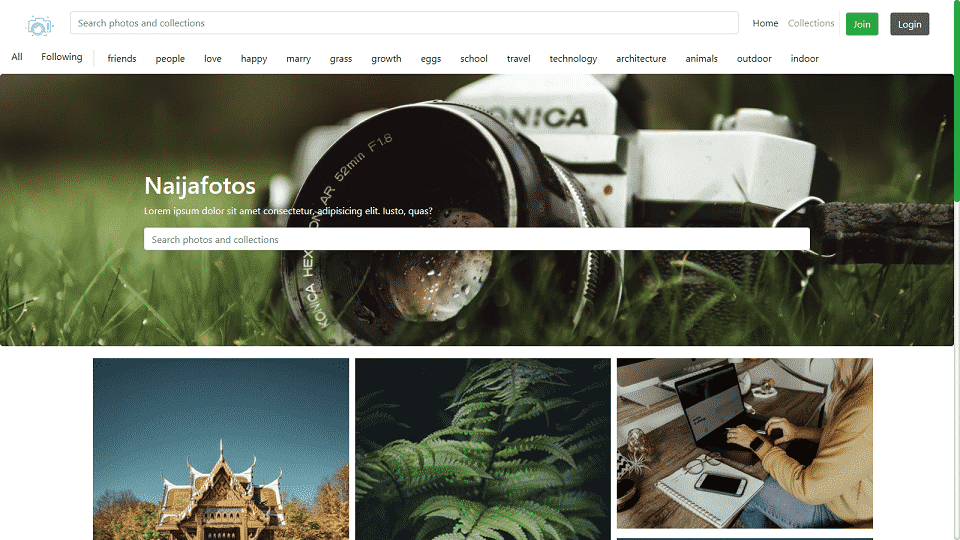 Search photos and collections
Home Collections Join Login
All Following friends people love happy marry grass growth eggs school travel technology architecture animals outdoor indoor
KONICA
KONICA HEXANON AR 52mm F1.8
Naijafotos
Lorem ipsum dolor sit amet consectetur, adipisicing elit. Iusto, quas?
Search photos and collections